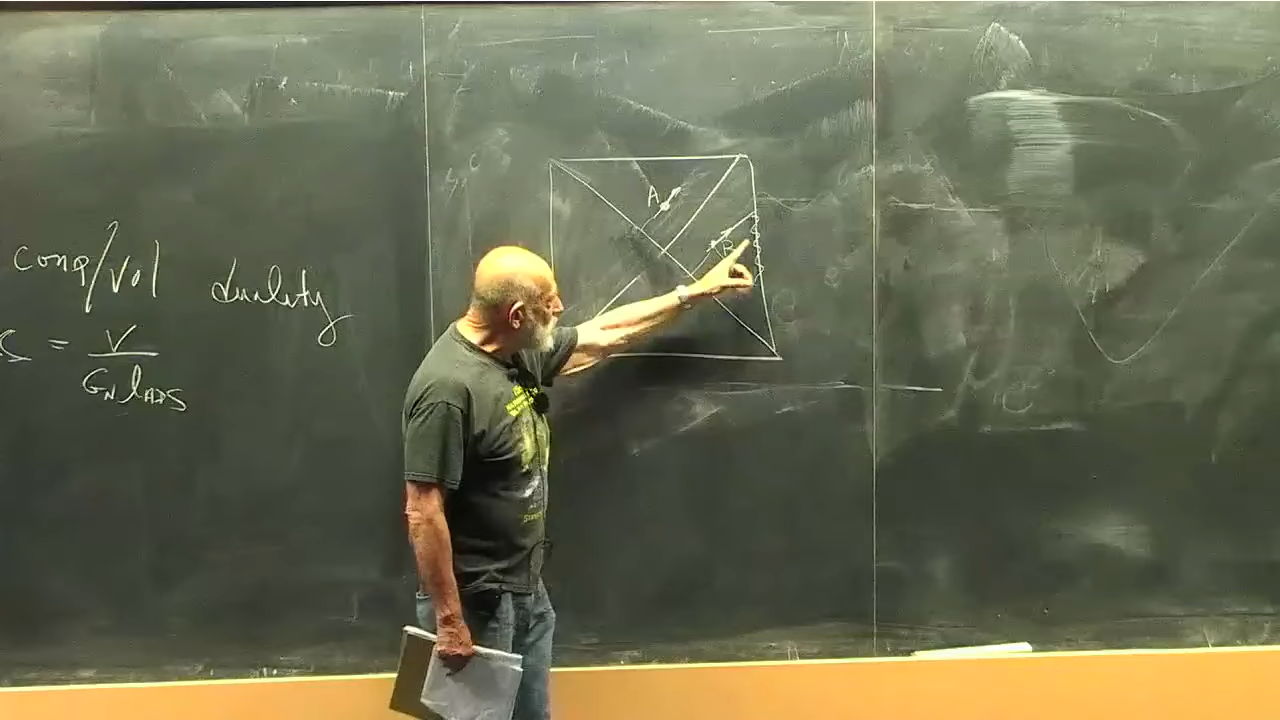 comp/vol duality
C = V / G_N l_AdS
A
B